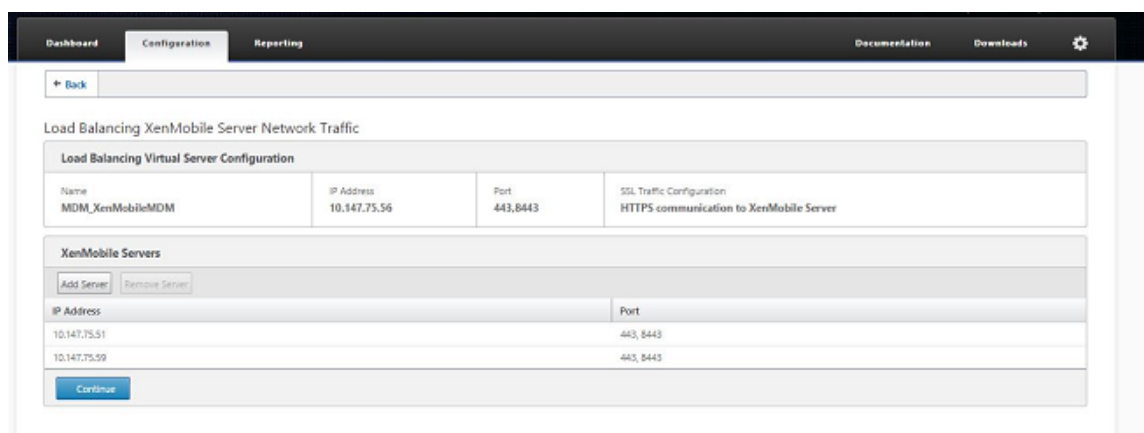 Dashboard Configuration Reporting Documentation Downloads
Back
Load Balancing XenMobile Server Network Traffic
Load Balancing Virtual Server Configuration
Name IP Address Port SSL Traffic Configuration
MDM_XenMobileMDM 10.147.75.56 443,8443 HTTPS communication to XenMobile Server
XenMobile Servers
Add Server Remove Server
IP Address Port
10.147.75.51 443, 8443
10.147.75.59 443, 8443
Continue